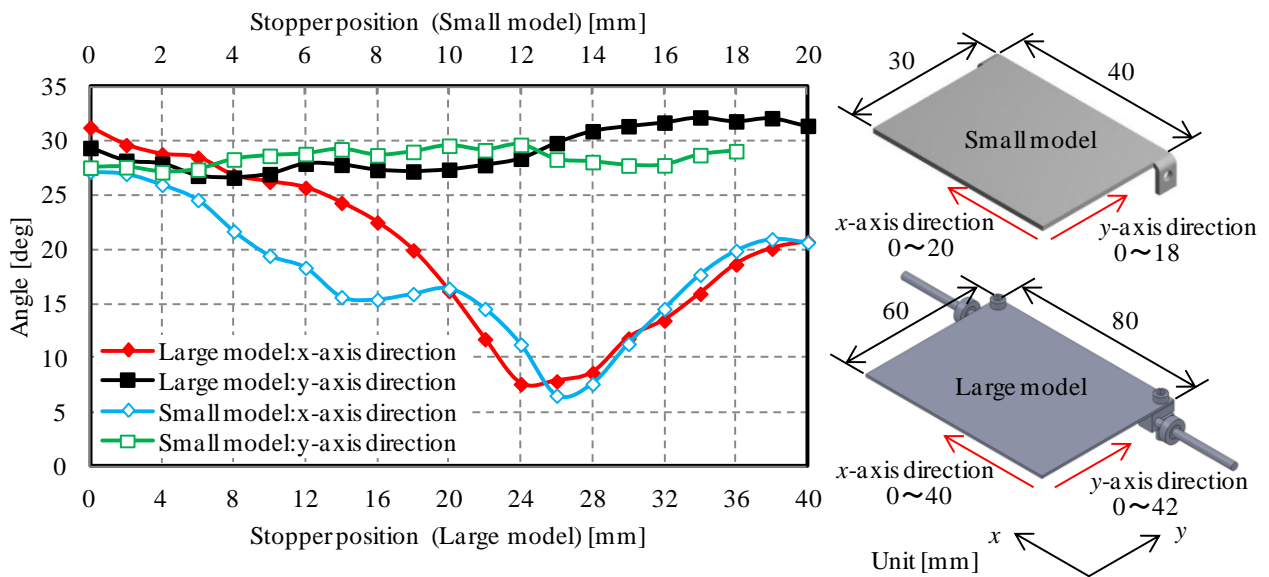 Stopper position (Small model) [mm]
0 2 4 6 8 10 12 14 16 18 20
Angle [deg]
35
30
25
20
15
10
5
0
Large model:x-axis direction
Large model:y-axis direction
Small model:x-axis direction
Small model:y-axis direction
0 4 8 12 16 20 24 28 32 36 40
Stopper position (Large model) [mm]
30
40
Small model
x-axis direction
0~20
y-axis direction
0~18
60
80
Large model
x-axis direction
0~40
y-axis direction
0~42
Unit [mm]
x
y